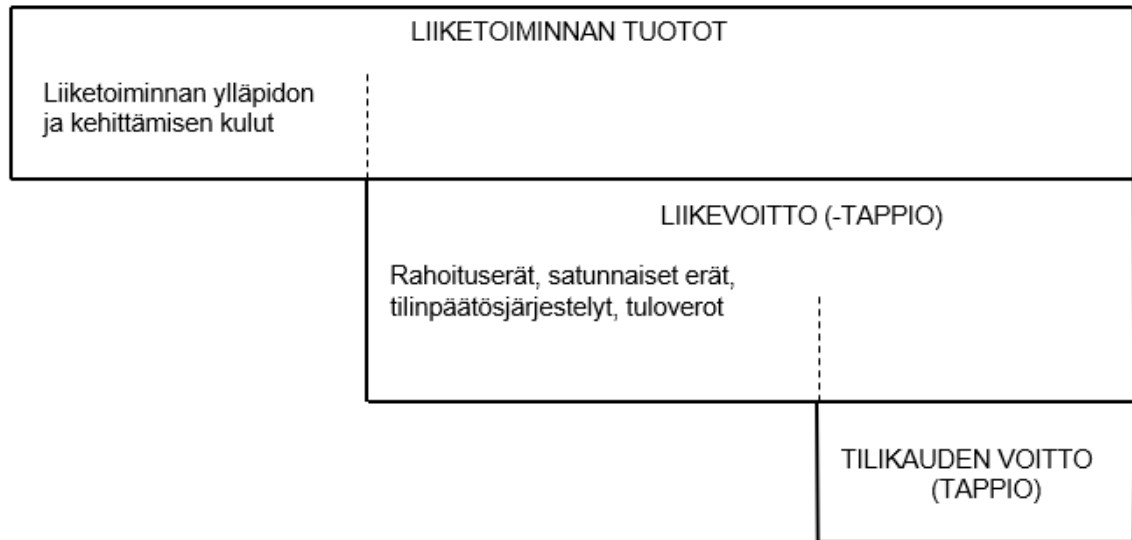 LIIKETOIMINNAN TUOTOT
Liiketoiminnan ylläpidon
ja kehittämisen kulut
LIIKEVOITTO (-TAPPIO)
Rahoituserät, satunnaiset erät,
tilinpäätösjärjestelyt, tuloverot
TILIKAUDEN VOITTO
(TAPPIO)